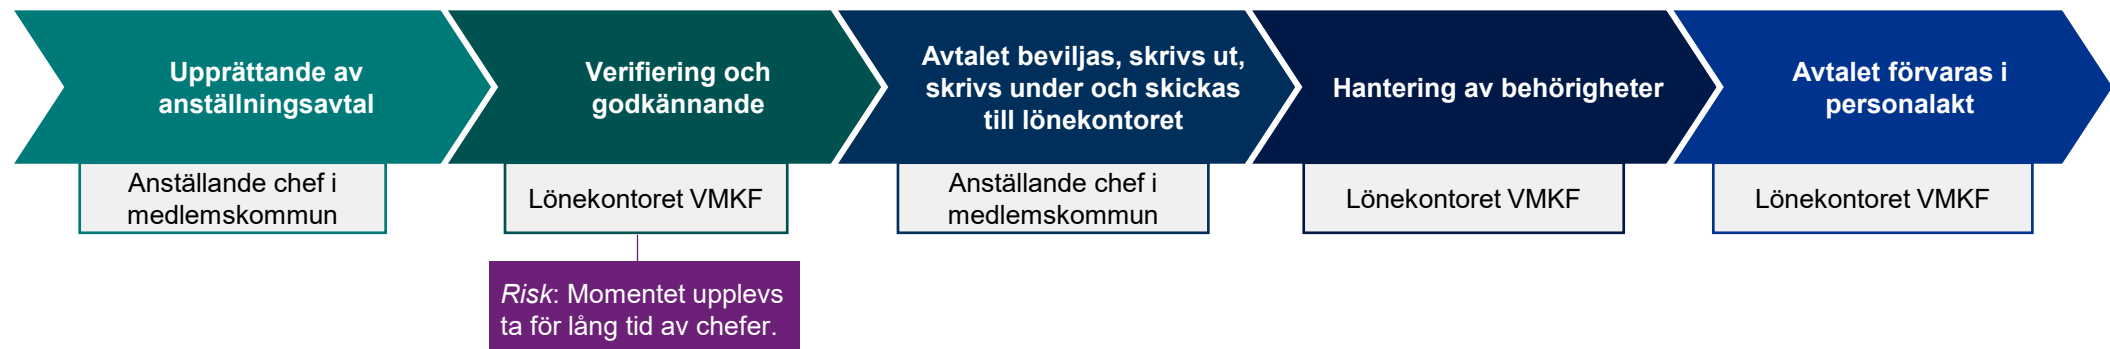 Upprättande av
anställningsavtal
Verifiering och
godkännande
Avtalet beviljas, skrivs ut,
skrivs under och skickas
till lönekontoret
Hantering av behörigheter
Avtalet förvaras i
personalakt
Anställande chef i
medlemskommun
Lönekontoret VMKF
Anställande chef i
medlemskommun
Lönekontoret VMKF
Lönekontoret VMKF
Risk: Momentet upplevs
ta för lång tid av chefer.